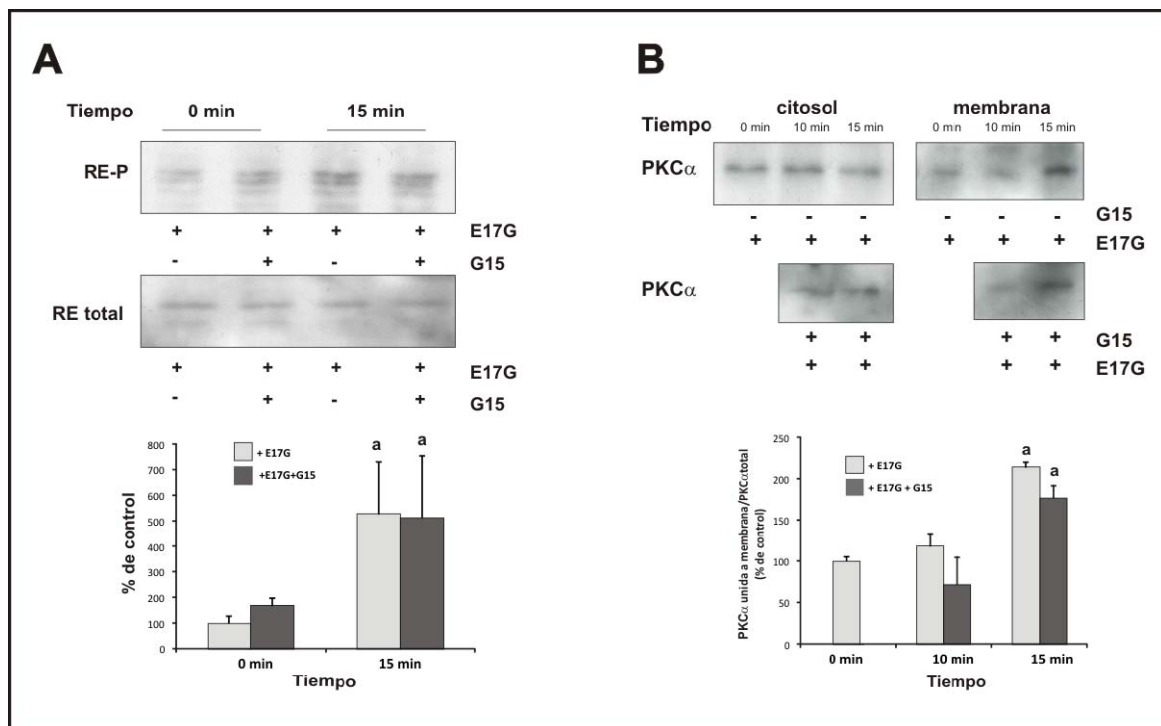 A
Tiempo 0 min 15 min
RE-P
+ + + + E17G
- + - + G15
RE total
+ + + + E17G
- + - + G15
800
700
600
500
400
300
200
100
0
% de control
+ E17G
+E17G+G15
a a
0 min 15 min
Tiempo
B
citosol membrana
Tiempo 0 min 10 min 15 min 0 min 10 min 15 min
PKCα
- - - - - - G15
+ + + + + + E17G
PKCα
+ + + + G15
+ + + + E17G
250
200
150
100
50
0
PKCα unida a membrana/PKCαtotal
(% de control)
+ E17G
+ E17G + G15
a a
0 min 10 min 15 min
Tiempo